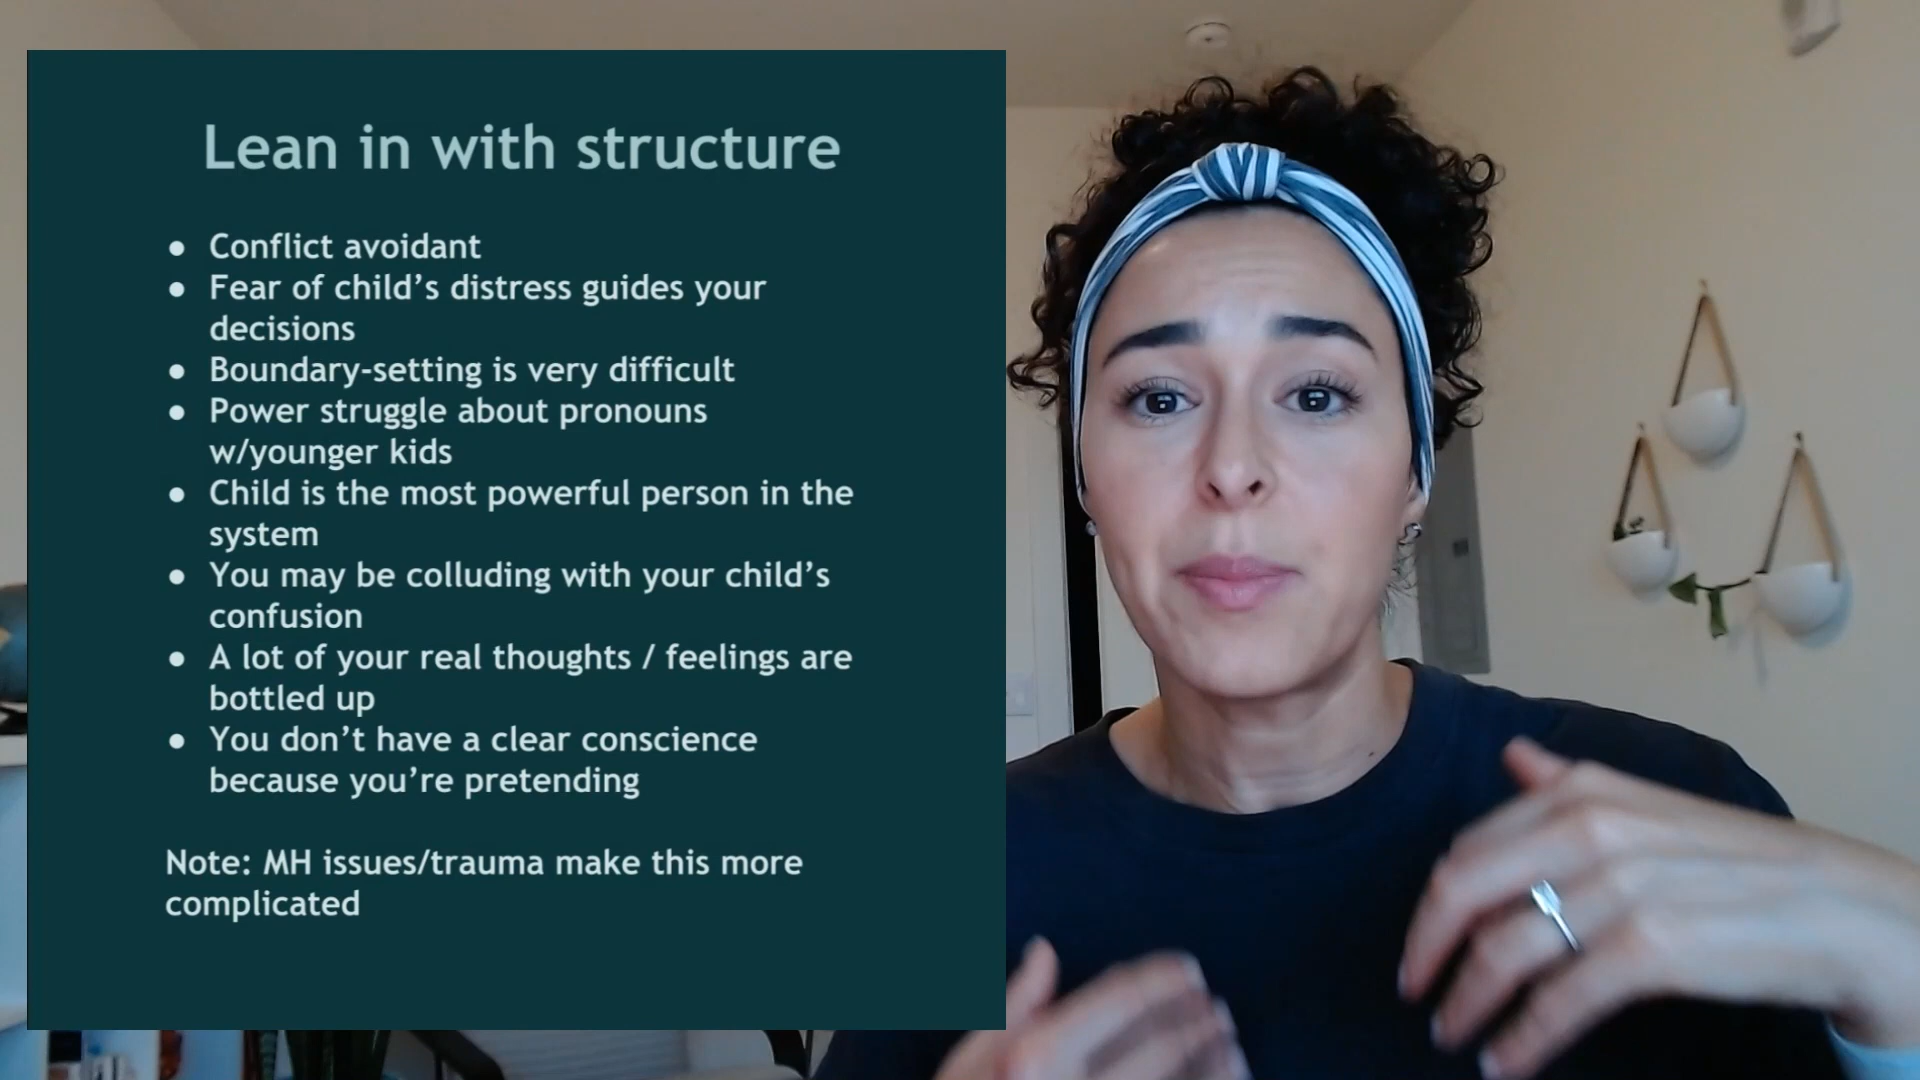 Lean in with structure
● Conflict avoidant
● Fear of child's distress guides your
decisions
● Boundary-setting is very difficult
● Power struggle about pronouns
w/younger kids
● Child is the most powerful person in the
system
● You may be colluding with your child's
confusion
● A lot of your real thoughts / feelings are
bottled up
● You don't have a clear conscience
because you're pretending
Note: MH issues/trauma make this more
complicated